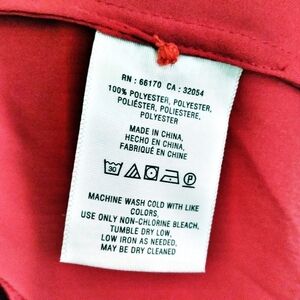 RN : 66170 CA : 32054
100% POLYESTER, POLYESTER,
POLIÉSTER, POLIESTERE,
POLYESTER
MADE IN CHINA,
HECHO EN CHINA,
FABRIQUÉ EN CHINE
30 P
MACHINE WASH COLD WITH LIKE
COLORS,
USE ONLY NON-CHLORINE BLEACH,
TUMBLE DRY LOW,
LOW IRON AS NEEDED,
MAY BE DRY CLEANED